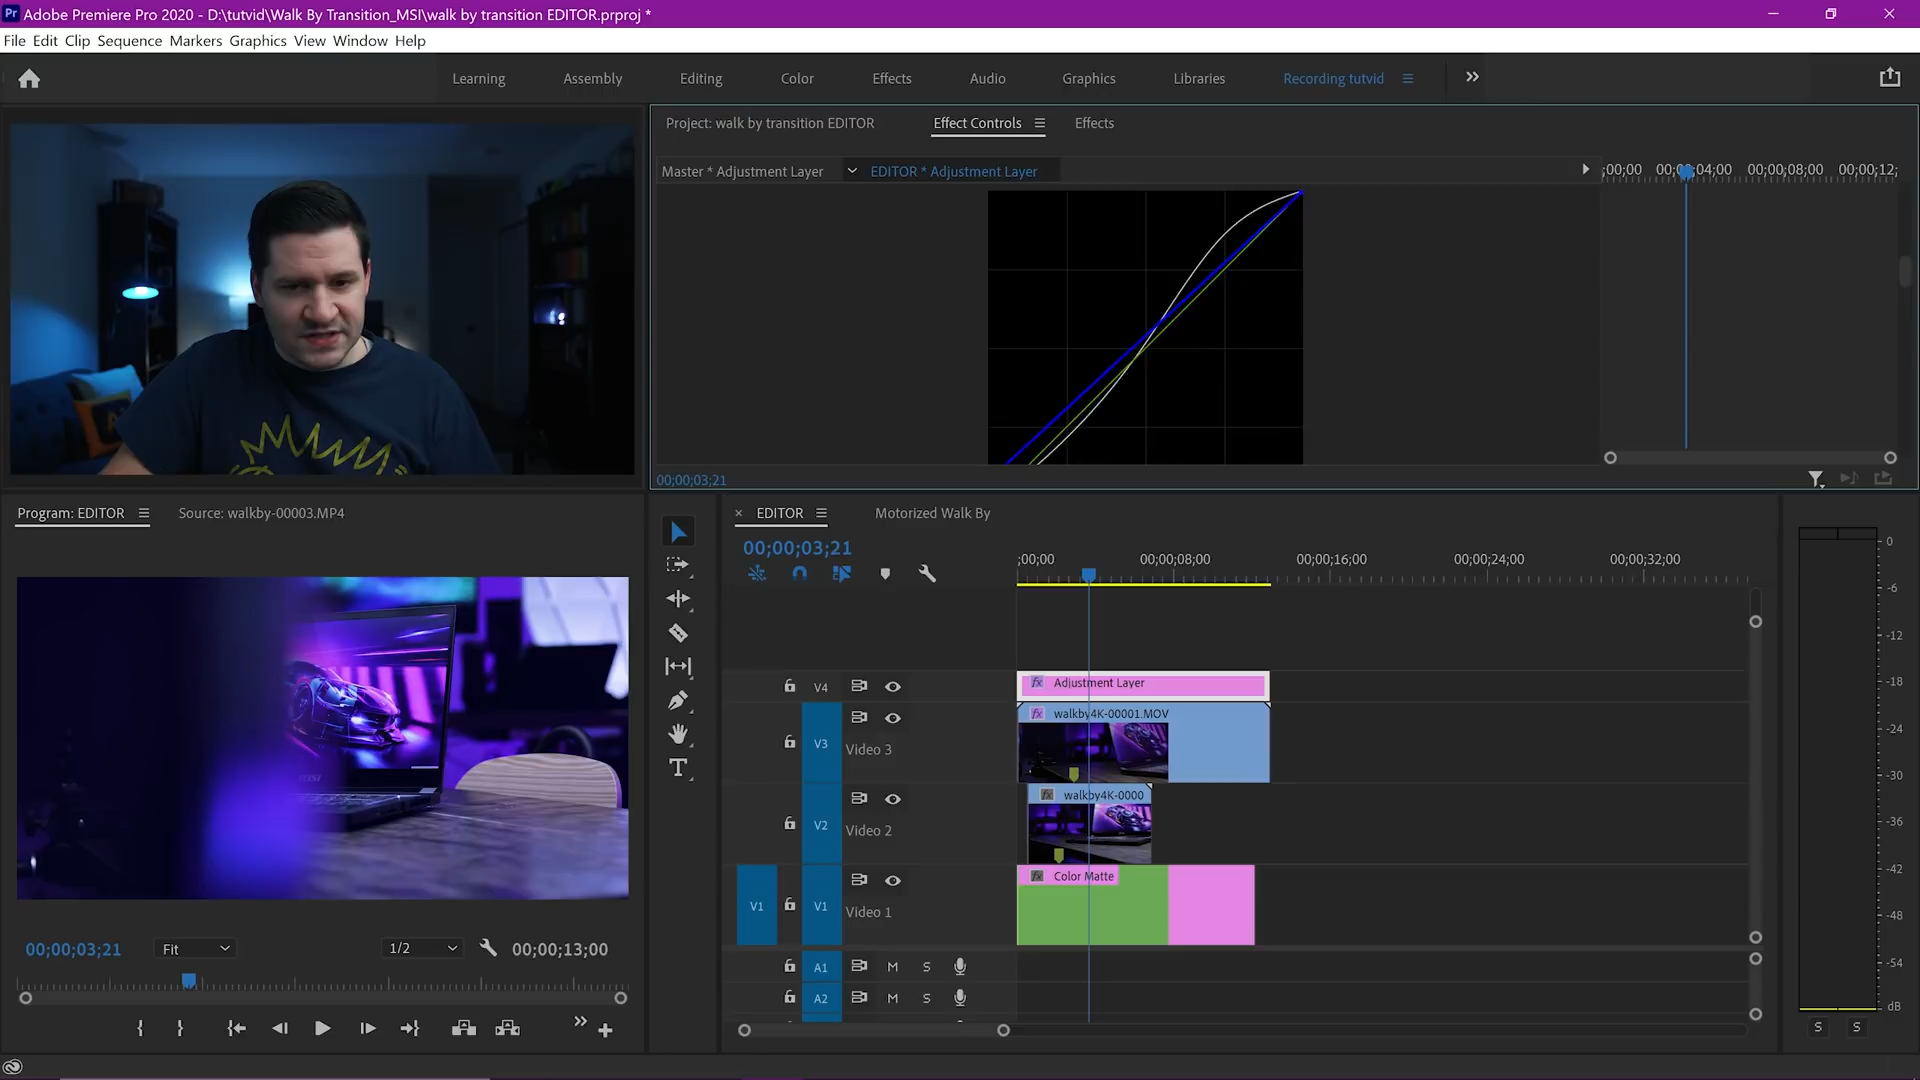 Pr Adobe Premiere Pro 2020 - D:\tutvid\Walk By Transition_MSI\walk by transition EDITOR.prproj *
File Edit Clip Sequence Markers Graphics View Window Help
Learning Assembly Editing Color Effects Audio Graphics Libraries Recording tutvid
Project: walk by transition EDITOR Effect Controls Effects
Master * Adjustment Layer EDITOR * Adjustment Layer
;00;00 00;00;04;00 00;00;08;00 00;00;12;
00;00;03;21
Program: EDITOR Source: walkby-00003.MP4
EDITOR Motorized Walk By
00;00;03;21
;00;00 00;00;08;00 00;00;16;00 00;00;24;00 00;00;32;00
V4 fx Adjustment Layer
V3 Video 3 fx walkby4K-00001.MOV
V2 Video 2 fx walkby4K-0000
V1 V1 Video 1 fx Color Matte
A1 M S
A2 M S
00;00;03;21 Fit 1/2 00;00;13;00
msi
0
-6
-12
-18
-24
-30
-36
-42
-48
-54
dB
S S